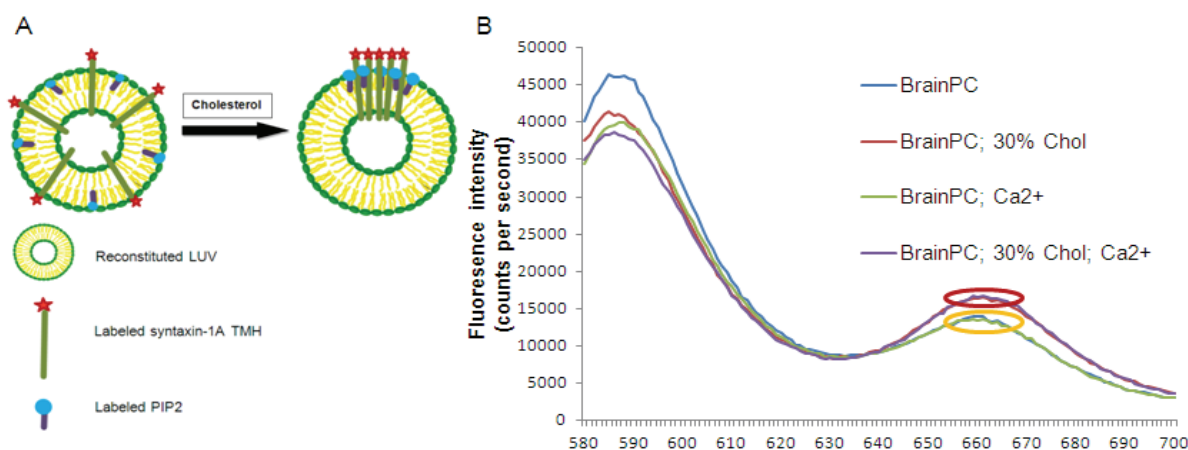 A
Cholesterol
Reconstituted LUV
Labeled syntaxin-1A TMH
Labeled PIP2
B
Fluoresence intensity
(counts per second)
50000
45000
40000
35000
30000
25000
20000
15000
10000
5000
0
580 590 600 610 620 630 640 650 660 670 680 690 700
BrainPC
BrainPC; 30% Chol
BrainPC; Ca2+
BrainPC; 30% Chol; Ca2+